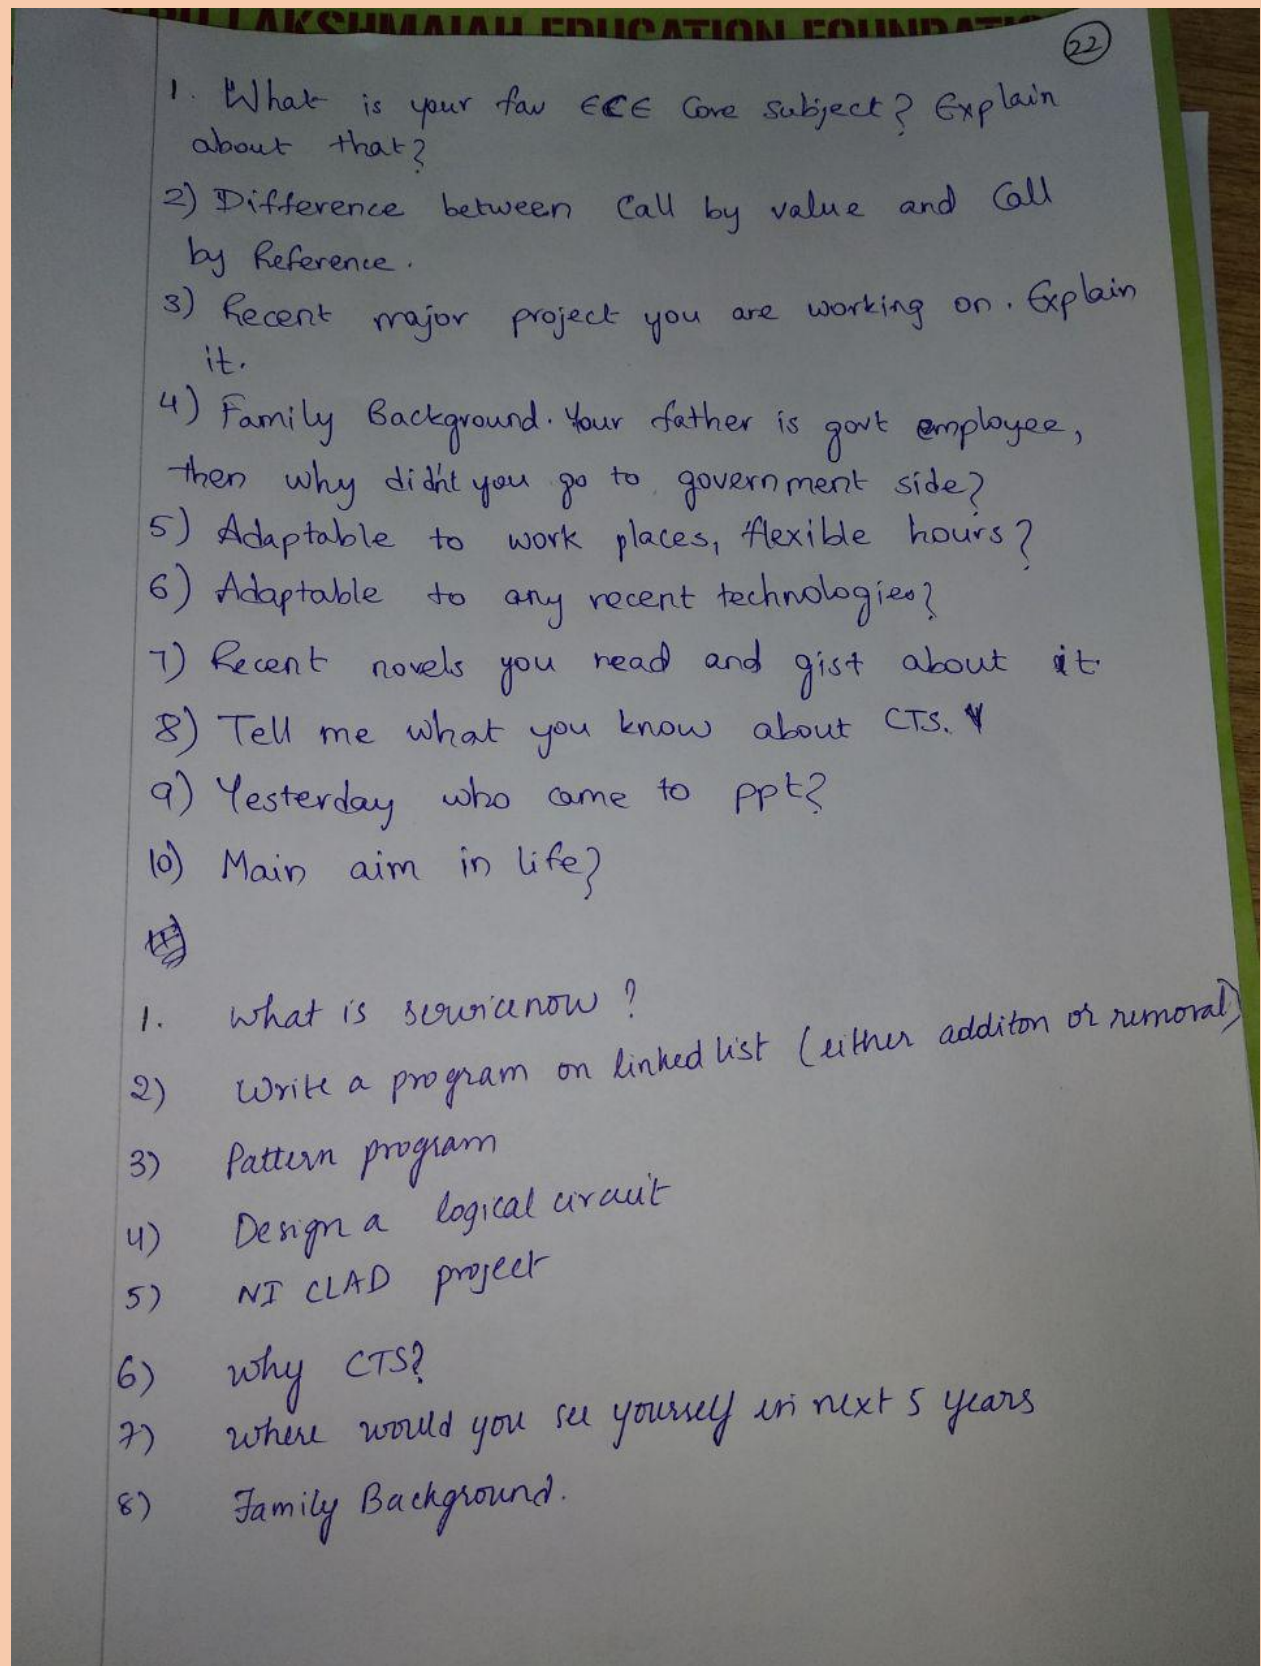 LAKSHMAIAH EDUCATION
22
1. What is your fav ECE Core subject? Explain
about that?
2) Difference between Call by value and Call
by Reference.
3) Recent major project you are working on. Explain
it.
4) Family Background. Your father is govt employee,
then why didn't you go to government side?
5) Adaptable to work places, flexible hours?
6) Adaptable to any recent technologies?
7) Recent novels you read and gist about it.
8) Tell me what you know about CTS.
9) Yesterday who came to ppt?
10) Main aim in life?
1. what is servicenow ?
2) Write a program on linked list (either additon or removal)
3) Pattern program
4) Design a logical circuit
5) NI CLAD project
6) why CTS?
7) where would you see yourself in next 5 years
8) Family Background.